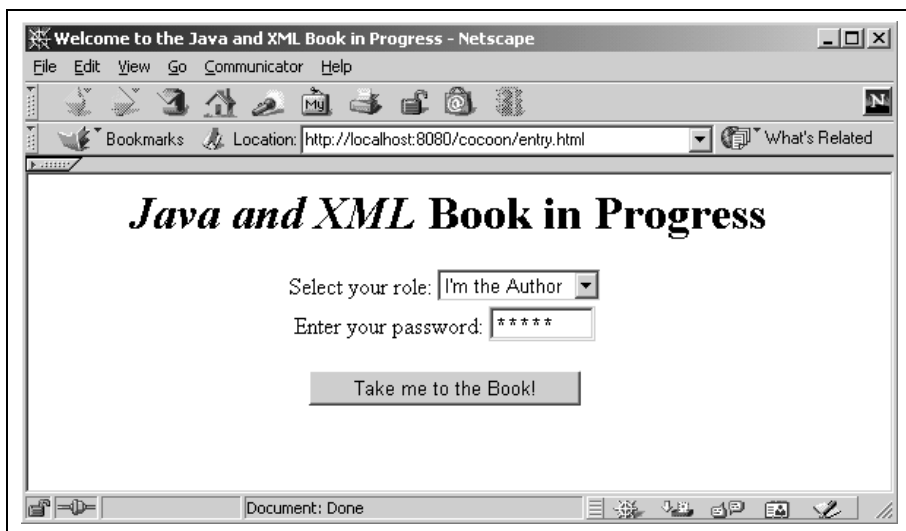 Welcome to the Java and XML Book in Progress - Netscape
File Edit View Go Communicator Help
My
N
Bookmarks Location: http://localhost:8080/cocoon/entry.html What's Related
Java and XML Book in Progress
Select your role: I'm the Author
Enter your password: *****
Take me to the Book!
Document: Done